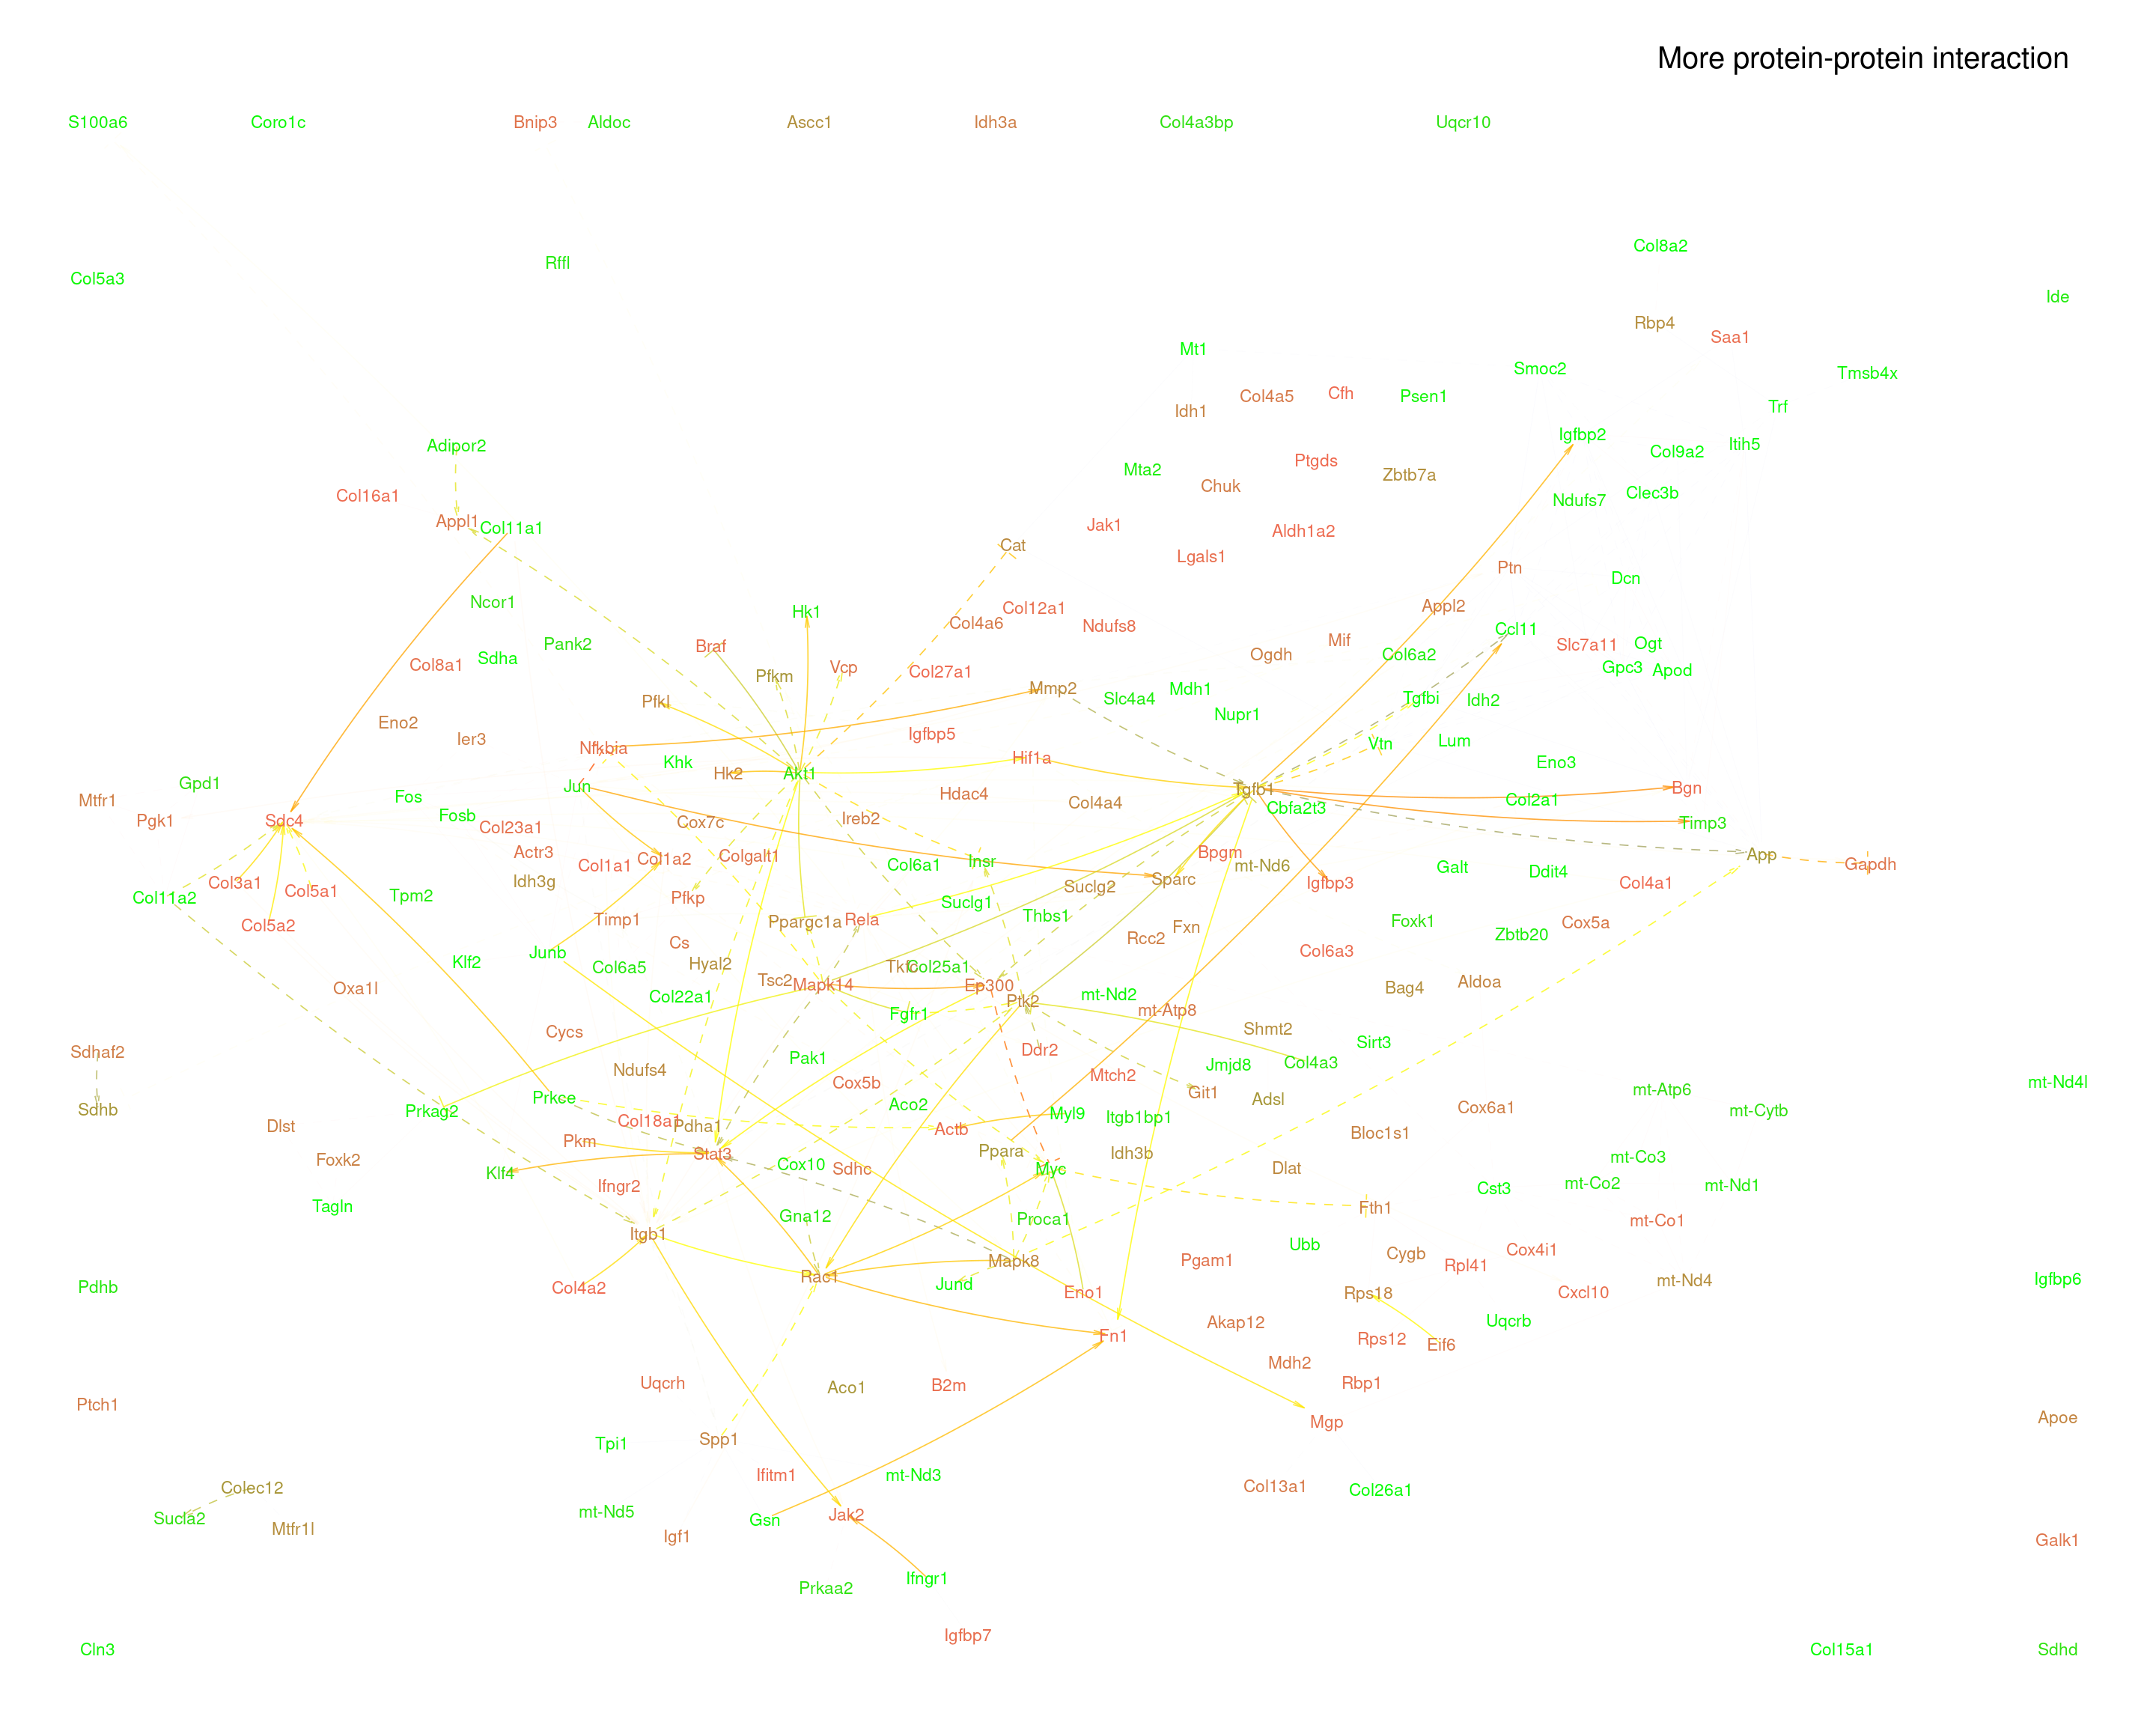 More protein-protein interaction
S100a6
Coro1c
Bnip3
Aldoc
Ascc1
Idh3a
Col4a3bp
Uqcr10
Col8a2
Rffl
Col5a3
Ide
Rbp4
Saa1
Mt1
Smoc2
Tmsb4x
Cfh
Col4a5
Psen1
Trf
Idh1
Igfbp2
Itih5
Adipor2
Col9a2
Ptgds
Mta2
Zbtb7a
Chuk
Clec3b
Col16a1
Ndufs7
Appl1
Jak1
Col11a1
Aldh1a2
Cat
Lgals1
Ptn
Dcn
Ncor1
Appl2
Col12a1
Hk1
Col4a6
Ndufs8
Ccl11
Mif
Pank2
Ogt
Slc7a11
Braf
Ogdh
Col6a2
Sdha
Col8a1
Vcp
Gpc3
Apod
Col27a1
Pfkm
Mmp2
Mdh1
Tgfbi
Slc4a4
Idh2
Pfkl
Nupr1
Eno2
Igfbp5
Ier3
Lum
Vtn
Nfkbia
Hif1a
Khk
Eno3
Hk2
Akt1
Gpd1
Jun
Bgn
Tgfb1
Hdac4
Fos
Mtfr1
Col2a1
Col4a4
Cbfa2t3
Fosb
Ireb2
Pgk1
Sdc4
Cox7c
Timp3
Col23a1
Actr3
Bpgm
App
Colgalt1
Col1a2
Insr
Col1a1
Col6a1
mt-Nd6
Gapdh
Galt
Ddit4
Sparc
Idh3g
Col3a1
Igfbp3
Col4a1
Suclg2
Col5a1
Tpm2
Col11a2
Pfkp
Suclg1
Thbs1
Timp1
Rela
Ppargc1a
Foxk1
Cox5a
Col5a2
Fxn
Zbtb20
Rcc2
Cs
Col6a3
Junb
Klf2
Hyal2
Col6a5
Tkfc
Col25a1
Tsc2
Aldoa
Mapk14
Ep300
Oxa1l
Bag4
mt-Nd2
Col22a1
Ptk2
mt-Atp8
Fgfr1
Shmt2
Cycs
Sirt3
Ddr2
Sdhaf2
Pak1
Col4a3
Jmjd8
Ndufs4
Mtch2
Cox5b
mt-Nd4l
mt-Atp6
Git1
Prkce
Adsl
Aco2
Cox6a1
Sdhb
Prkag2
mt-Cytb
Myl9
Itgb1bp1
Col18a1
Dlst
Pdha1
Actb
Bloc1s1
Pkm
Ppara
Stat3
Idh3b
mt-Co3
Foxk2
Cox10
Sdhc
Myc
Dlat
Klf4
mt-Co2
mt-Nd1
Ifngr2
Cst3
Tagln
Fth1
Gna12
Proca1
mt-Co1
Itgb1
Ubb
Cox4i1
Cygb
Pgam1
Mapk8
Rpl41
Rac1
Igfbp6
mt-Nd4
Jund
Pdhb
Col4a2
Eno1
Rps18
Cxcl10
Uqcrb
Akap12
Fn1
Rps12
Eif6
Mdh2
Uqcrh
B2m
Rbp1
Aco1
Ptch1
Apoe
Mgp
Spp1
Tpi1
Ifitm1
mt-Nd3
Colec12
Col13a1
Col26a1
mt-Nd5
Jak2
Sucla2
Gsn
Mtfr1l
Igf1
Galk1
Ifngr1
Prkaa2
Igfbp7
Cln3
Col15a1
Sdhd